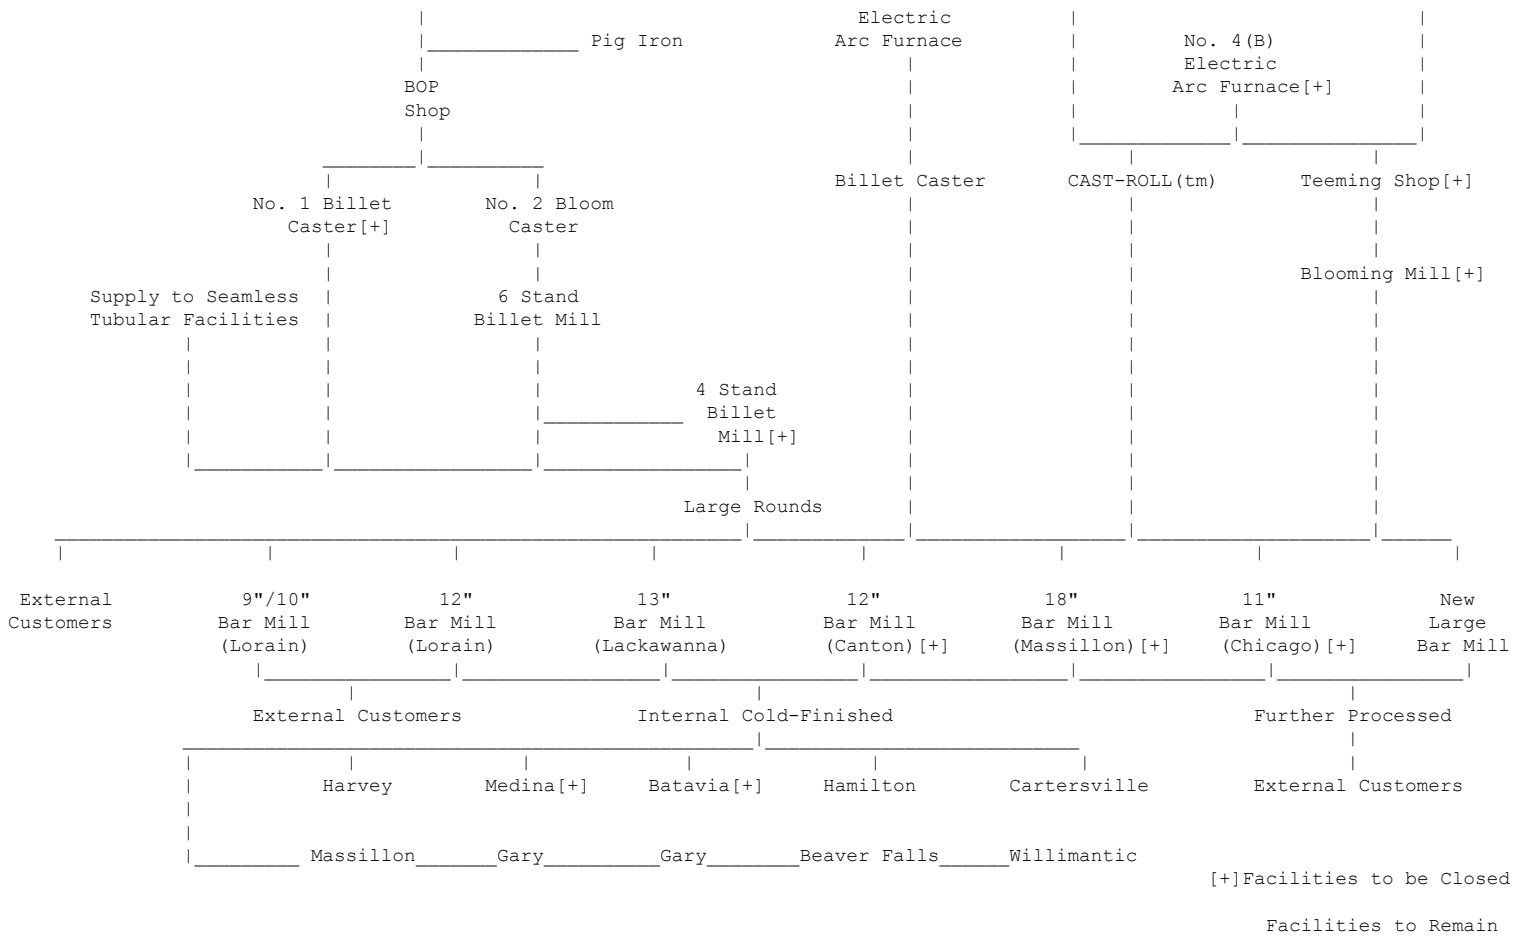 Electric
Pig Iron Arc Furnace No. 4(B)
BOP Electric
Shop Arc Furnace[+]
Billet Caster CAST-ROLL(tm) Teeming Shop[+]
No. 1 Billet No. 2 Bloom
Caster[+] Caster
Blooming Mill[+]
Supply to Seamless 6 Stand
Tubular Facilities Billet Mill
4 Stand
Billet
Mill[+]
Large Rounds
External 9"/10" 12" 13" 12" 18" 11" New
Customers Bar Mill Bar Mill Bar Mill Bar Mill Bar Mill Bar Mill Large
(Lorain) (Lorain) (Lackawanna) (Canton)[+] (Massillon)[+] (Chicago)[+] Bar Mill
External Customers Internal Cold-Finished Further Processed
Harvey Medina[+] Batavia[+] Hamilton Cartersville External Customers
Massillon Gary Gary Beaver Falls Willimantic
[+]Facilities to be Closed
Facilities to Remain